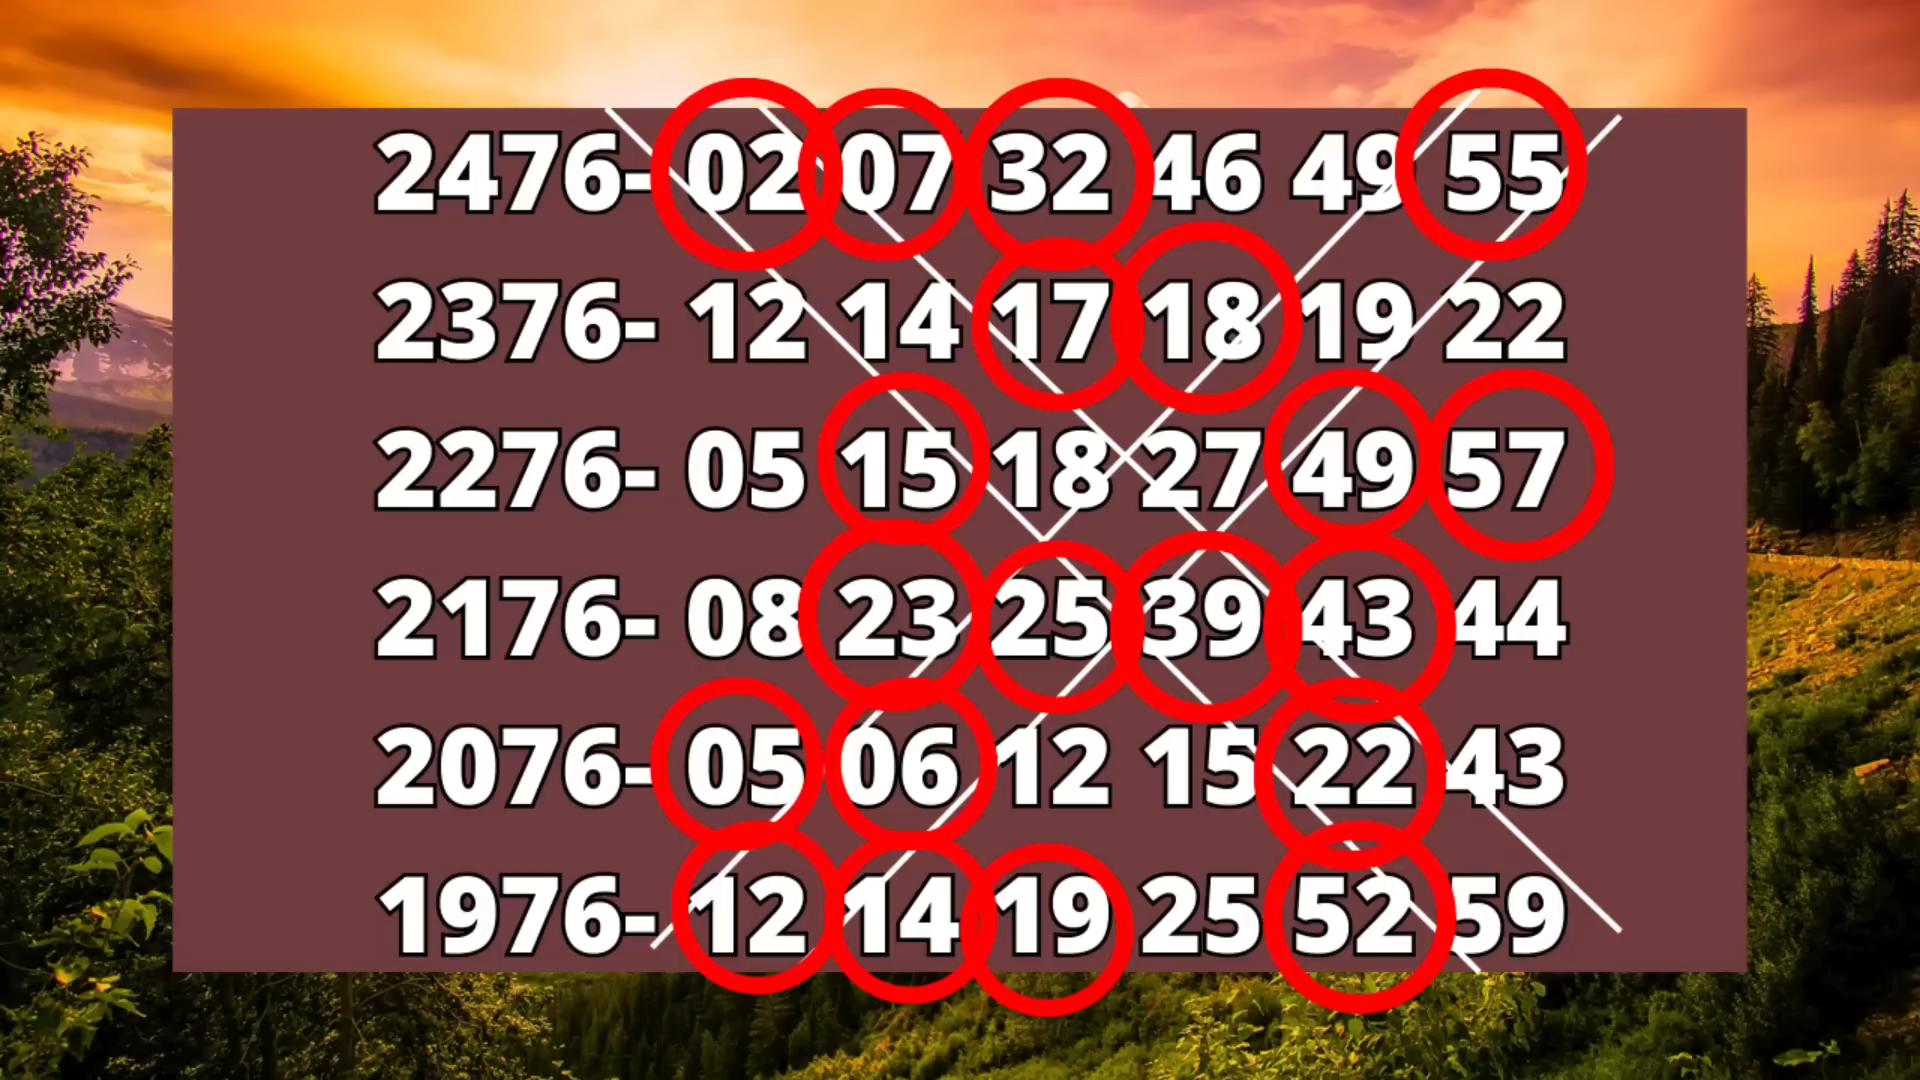 2476- 02 07 32 46 49 55
2376- 12 14 17 18 19 22
2276- 05 15 18 27 49 57
2176- 08 23 25 39 43 44
2076- 05 06 12 15 22 43
1976- 12 14 19 25 52 59